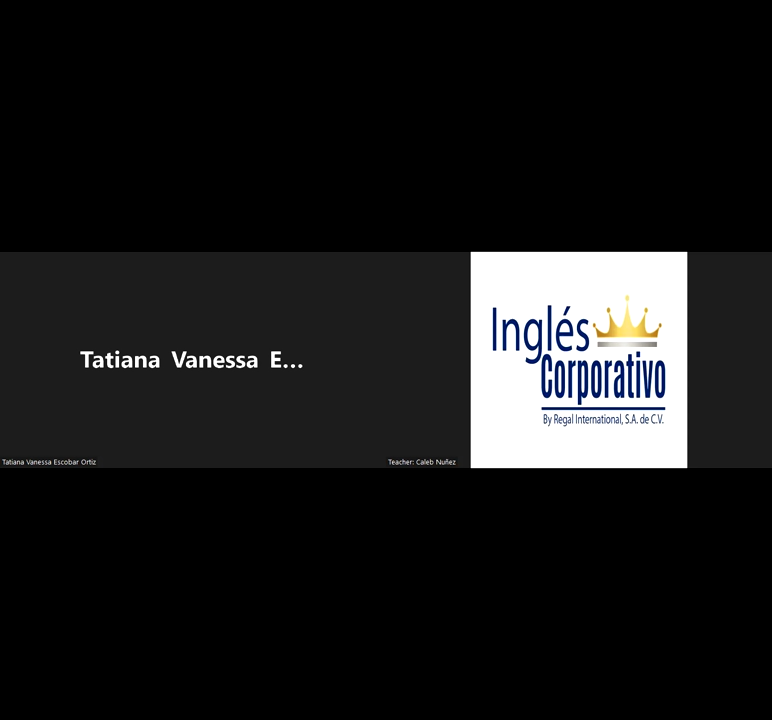 Tatiana Vanessa E...
Tatiana Vanessa Escobar Ortiz
Teacher: Caleb Nuñez
Inglés
Corporativo
By Regal International, S.A. de C.V.